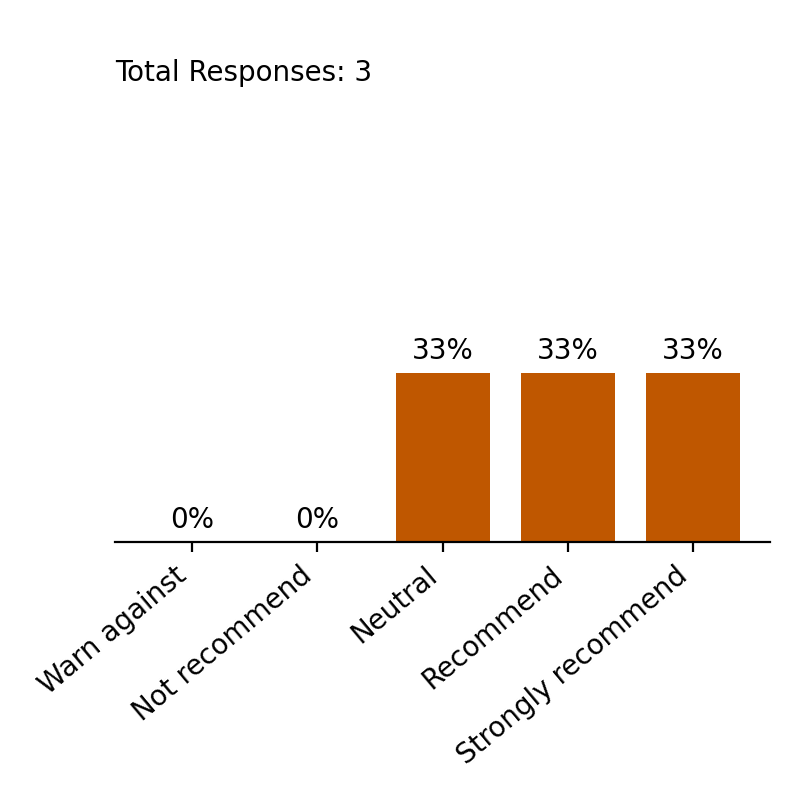 Total Responses: 3
33%
33%
33%
0%
0%
Warn against
Not recommend
Neutral
Recommend
Strongly recommend